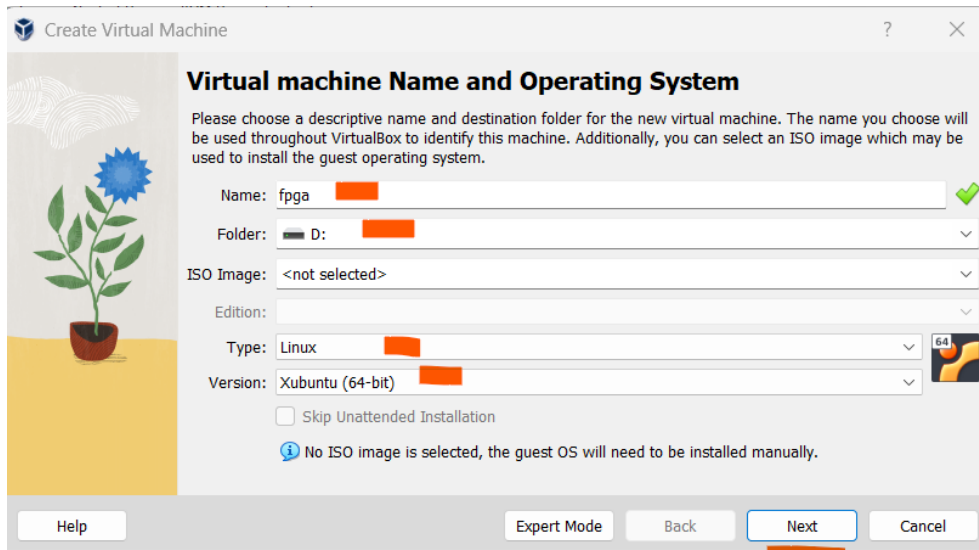 Create Virtual Machine
?
Virtual machine Name and Operating System
Please choose a descriptive name and destination folder for the new virtual machine. The name you choose will
be used throughout VirtualBox to identify this machine. Additionally, you can select an ISO image which may be
used to install the guest operating system.
Name: fpga
Folder: D:
ISO Image: <not selected>
Edition:
Type: Linux
64
Version: Xubuntu (64-bit)
Skip Unattended Installation
No ISO image is selected, the guest OS will need to be installed manually.
Help Expert Mode Back Next Cancel